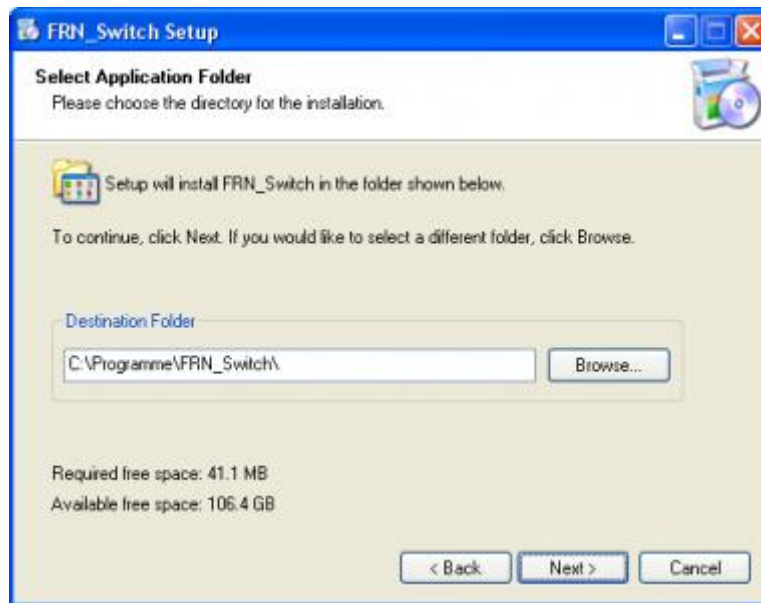 FRN_Switch Setup
Select Application Folder
Please choose the directory for the installation.
Setup will install FRN_Switch in the folder shown below.
To continue, click Next. If you would like to select a different folder, click Browse.
Destination Folder
C:\Programme\FRN_Switch\
Browse...
Required free space: 41.1 MB
Available free space: 106.4 GB
< Back
Next >
Cancel